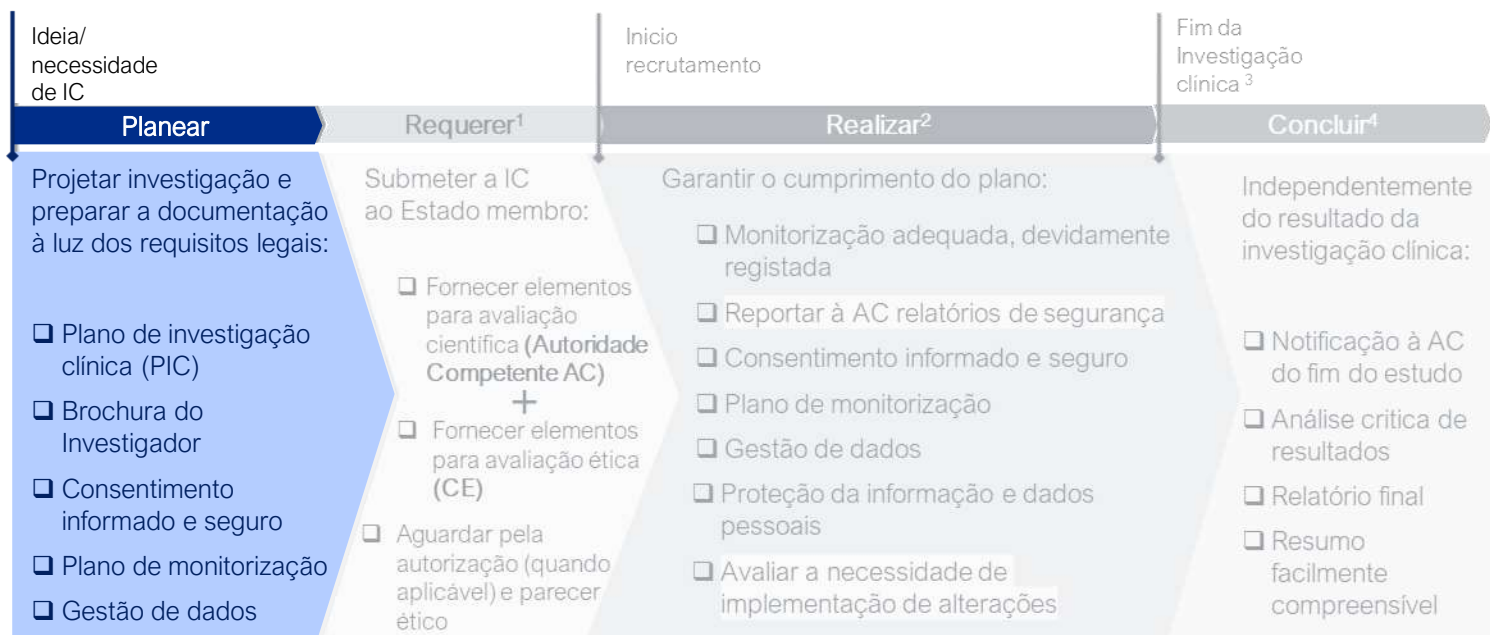 Ideia/
necessidade
de IC
Inicio
recrutamento
Fim da
Investigação
clínica ³
Planear
Requerer¹
Realizar²
Concluir⁴
Projetar investigação e
preparar a documentação
à luz dos requisitos legais:
❑ Plano de investigação
clínica (PIC)
❑ Brochura do
Investigador
❑ Consentimento
informado e seguro
❑ Plano de monitorização
❑ Gestão de dados
Submeter a IC
ao Estado membro:
❑ Fornecer elementos
para avaliação
científica (Autoridade
Competente AC)
+
❑ Fornecer elementos
para avaliação ética
(CE)
❑ Aguardar pela
autorização (quando
aplicável) e parecer
ético
Garantir o cumprimento do plano:
❑ Monitorização adequada, devidamente
registada
❑ Reportar à AC relatórios de segurança
❑ Consentimento informado e seguro
❑ Plano de monitorização
❑ Gestão de dados
❑ Proteção da informação e dados
pessoais
❑ Avaliar a necessidade de
implementação de alterações
Independentemente
do resultado da
investigação clínica:
❑ Notificação à AC
do fim do estudo
❑ Análise critica de
resultados
❑ Relatório final
❑ Resumo
facilmente
compreensível